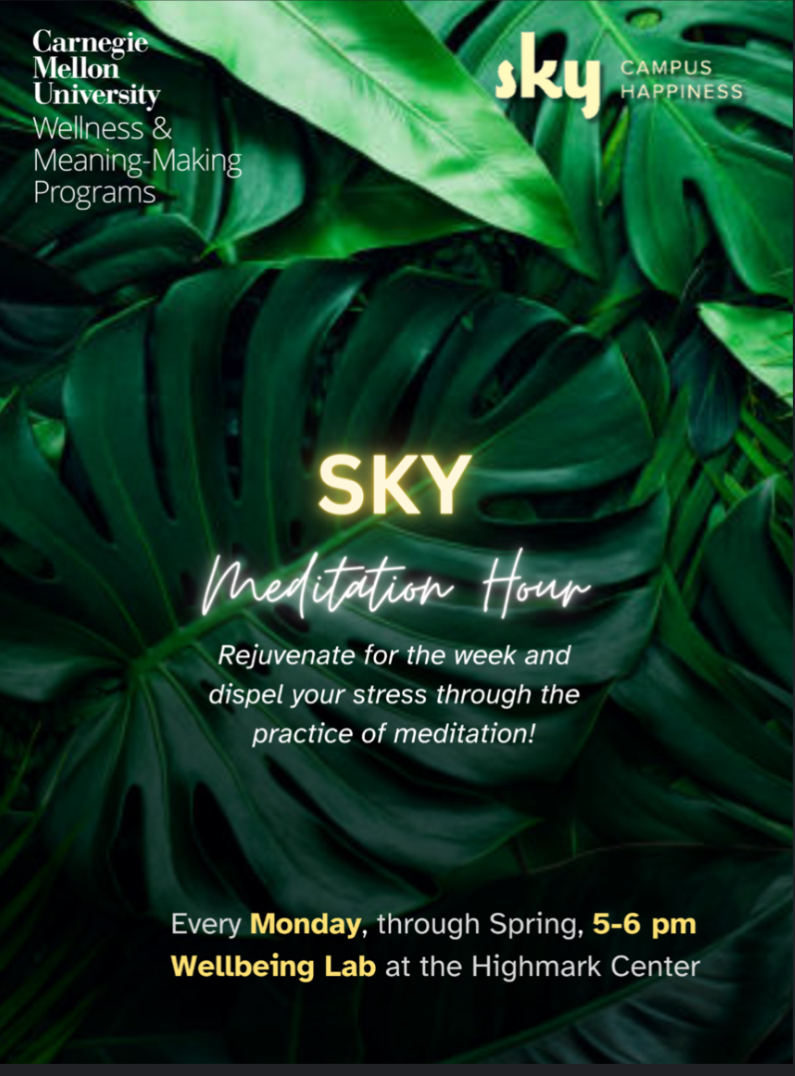 Carnegie
Mellon
University
Wellness &
Meaning-Making
Programs
sky CAMPUS
HAPPINESS
SKY
Meditation Hour
Rejuvenate for the week and
dispel your stress through the
practice of meditation!
Every Monday, through Spring, 5-6 pm
Wellbeing Lab at the Highmark Center